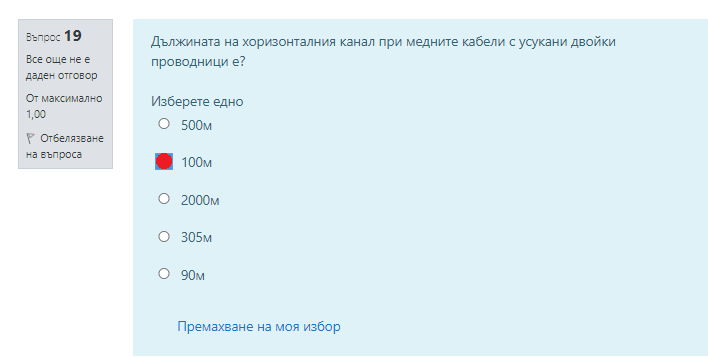 Въпрос 19
Все още не е
даден отговор
От максимално
1,00
Отбелязване
на въпроса
Дължината на хоризонталния канал при медните кабели с усукани двойки
проводници е?
Изберете едно
500м
100м
2000м
305м
90м
Премахване на моя избор